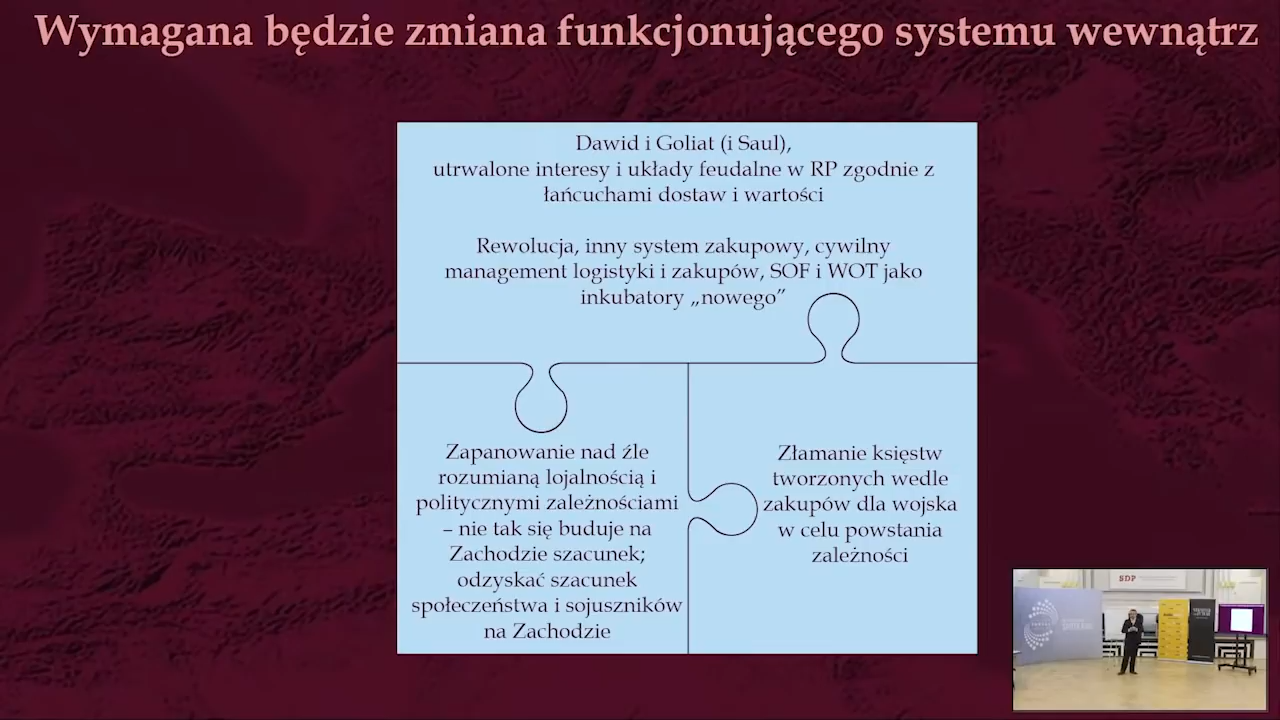 Wymagana będzie zmiana funkcjonującego systemu wewnątrz
Dawid i Goliat (i Saul),
utrwalone interesy i układy feudalne w RP zgodnie z
łańcuchami dostaw i wartości
Rewolucja, inny system zakupowy, cywilny
management logistyki i zakupów, SOF i WOT jako
inkubatory „nowego”
Zapanowanie nad źle
rozumianą lojalnością i
politycznymi zależnościami
– nie tak się buduje na
Zachodzie szacunek;
odzyskać szacunek
społeczeństwa i sojuszników
na Zachodzie
Złamanie księstw
tworzonych wedle
zakupów dla wojska
w celu powstania
zależności
SDP